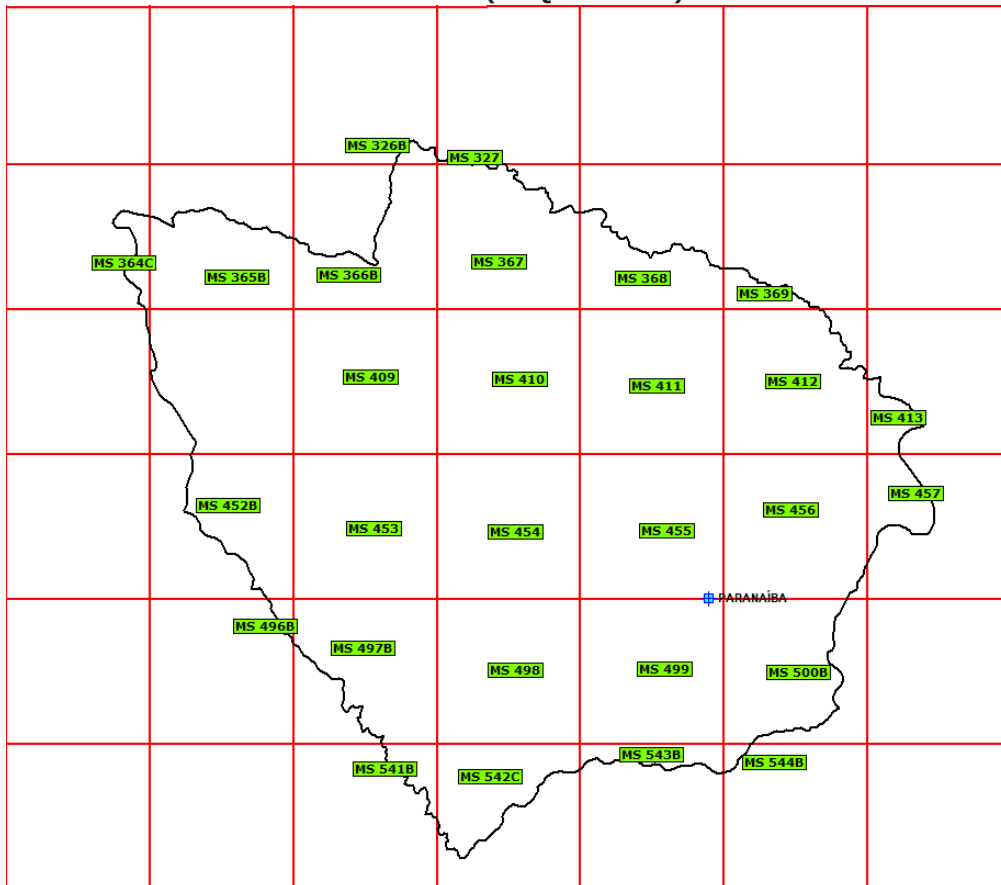 MS 326B
MS 327
MS 364C
MS 365B
MS 366B
MS 367
MS 368
MS 369
MS 409
MS 410
MS 411
MS 412
MS 413
MS 452B
MS 453
MS 454
MS 455
MS 456
MS 457
PARANAÍBA
MS 496B
MS 497B
MS 498
MS 499
MS 500B
MS 541B
MS 542C
MS 543B
MS 544B